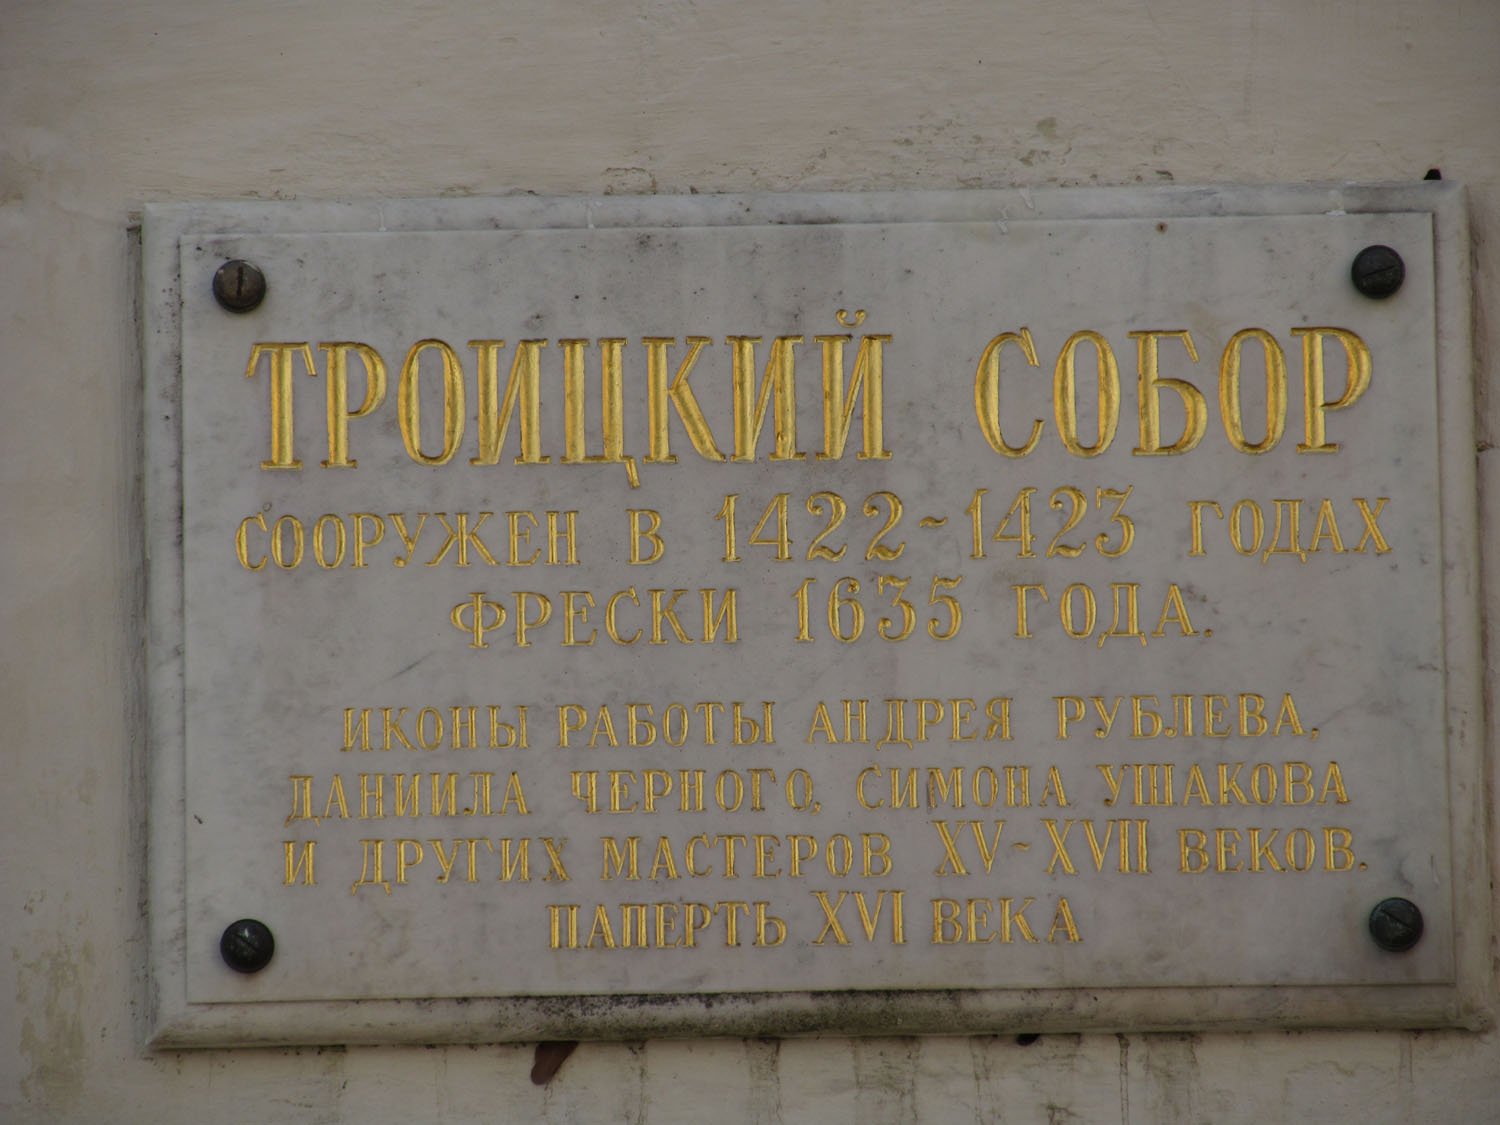 ТРОИЦКИЙ СОБОР
СООРУЖЕН В 1422-1423 ГОДАХ
ФРЕСКИ 1635 ГОДА.
ИКОНЫ РАБОТЫ АНДРЕЯ РУБЛЕВА,
ДАНИИЛА ЧЕРНОГО, СИМОНА УШАКОВА
И ДРУГИХ МАСТЕРОВ XV-XVII ВЕКОВ.
ПАПЕРТЬ XVI ВЕКА